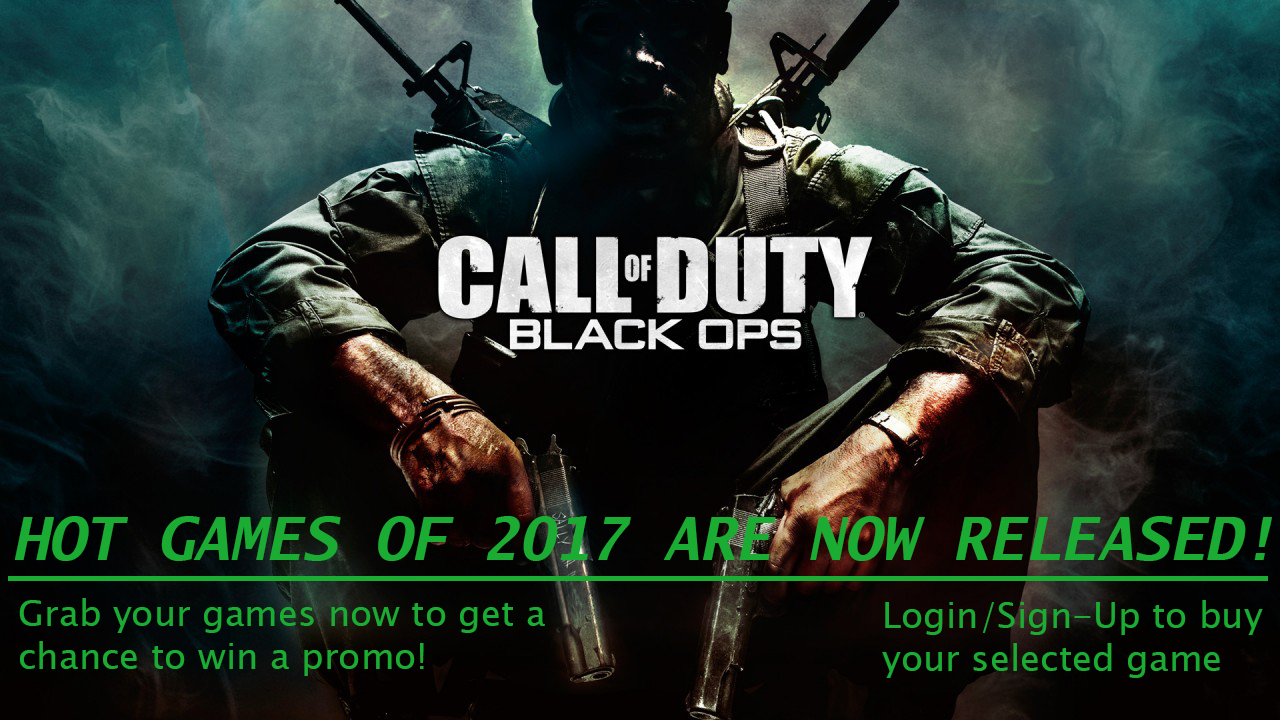 CALL OF DUTY®
BLACK OPS
HOT GAMES OF 2017 ARE NOW RELEASED!
Grab your games now to get a
chance to win a promo!
Login/Sign-Up to buy
your selected game